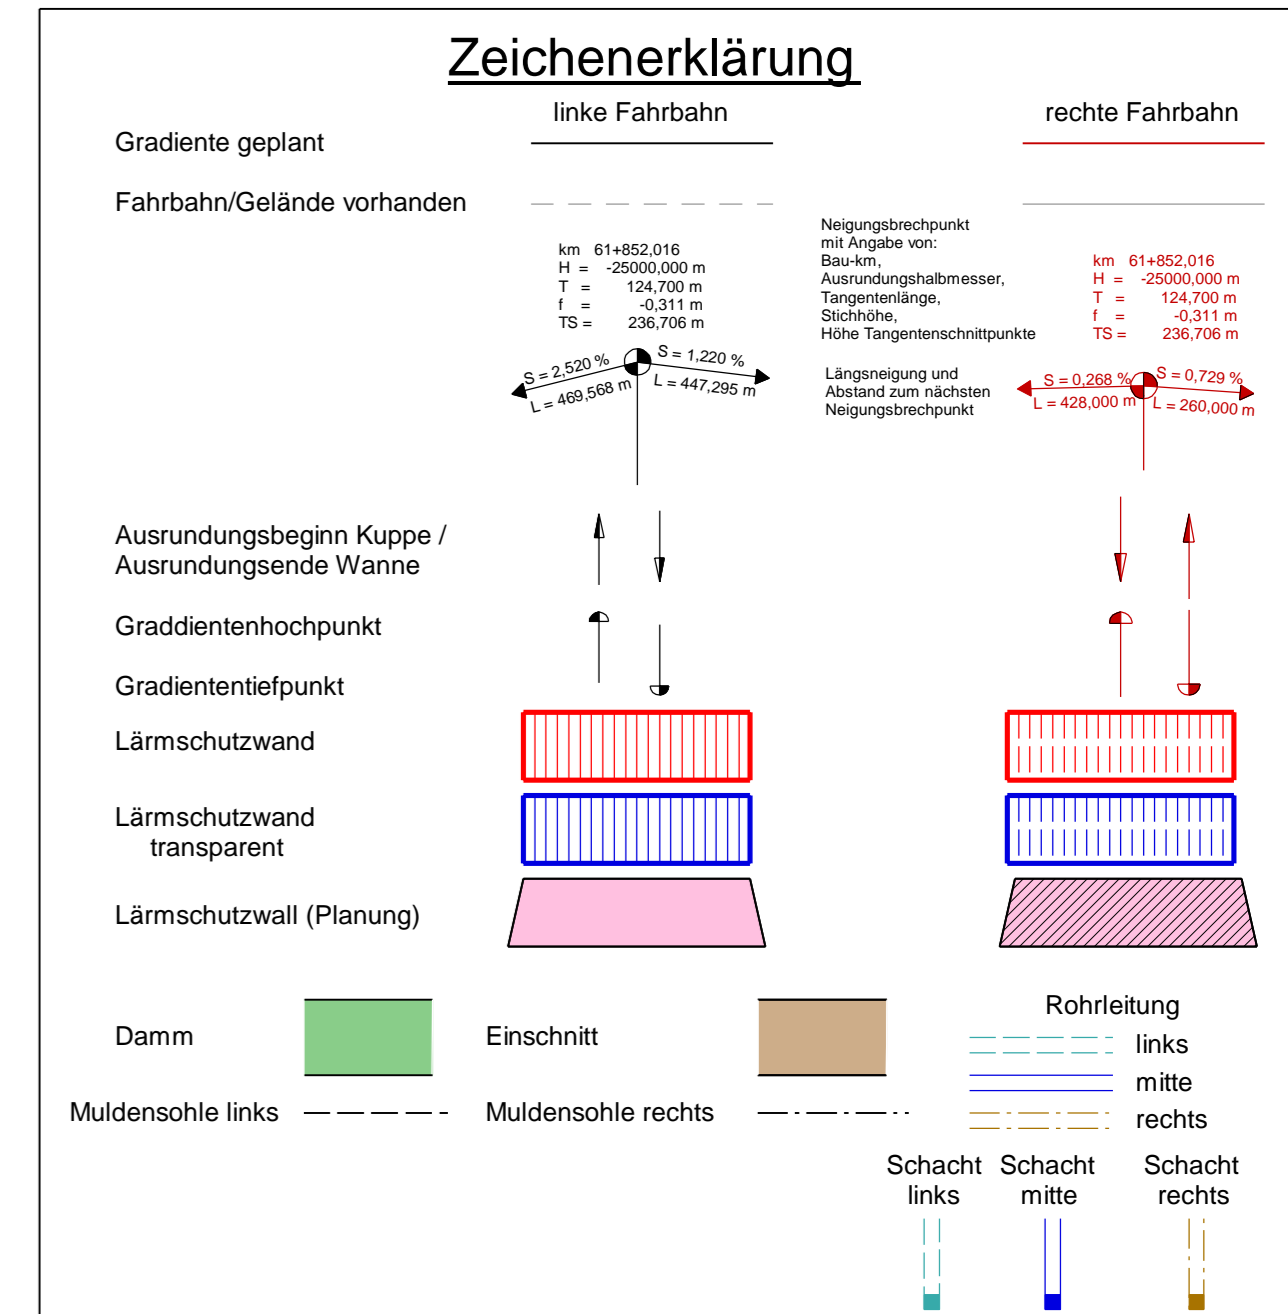 Zeichenerklärung
linke Fahrbahn
rechte Fahrbahn
Gradiente geplant
Fahrbahn/Gelände vorhanden
km 61+852,016
H = -25000,000 m
T = 124,700 m
f = -0,311 m
TS = 236,706 m
Neigungsbrechpunkt
mit Angabe von:
Bau-km,
Ausrundungshalbmesser,
Tangentenlänge,
Stichhöhe,
Höhe Tangentenschnittpunkte
km 61+852,016
H = -25000,000 m
T = 124,700 m
f = -0,311 m
TS = 236,706 m
S = 2,520 %
L = 469,568 m
S = 1,220 %
L = 447,295 m
Längsneigung und
Abstand zum nächsten
Neigungsbrechpunkt
S = 0,268 %
L = 428,000 m
S = 0,729 %
L = 260,000 m
Ausrundungsbeginn Kuppe /
Ausrundungsende Wanne
Graddientenhochpunkt
Gradiententiefpunkt
Lärmschutzwand
Lärmschutzwand
transparent
Lärmschutzwall (Planung)
Damm
Einschnitt
Rohrleitung
links
mitte
rechts
Muldensohle links
Muldensohle rechts
Schacht
links
Schacht
mitte
Schacht
rechts